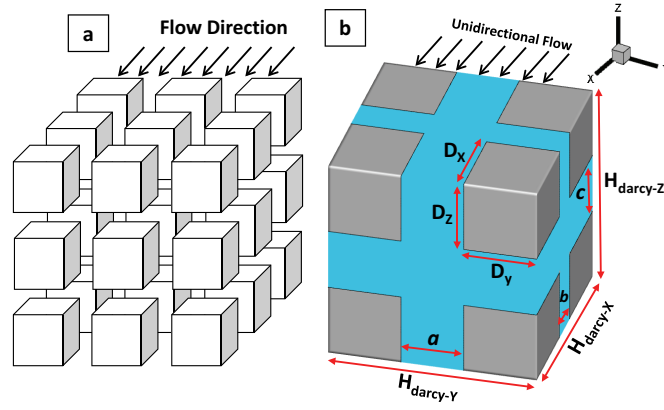 a
Flow Direction
b
Unidirectional Flow
Z
X
Dx
Dz
Dy
c
b
a
Hdarcy-Z
Hdarcy-X
Hdarcy-Y